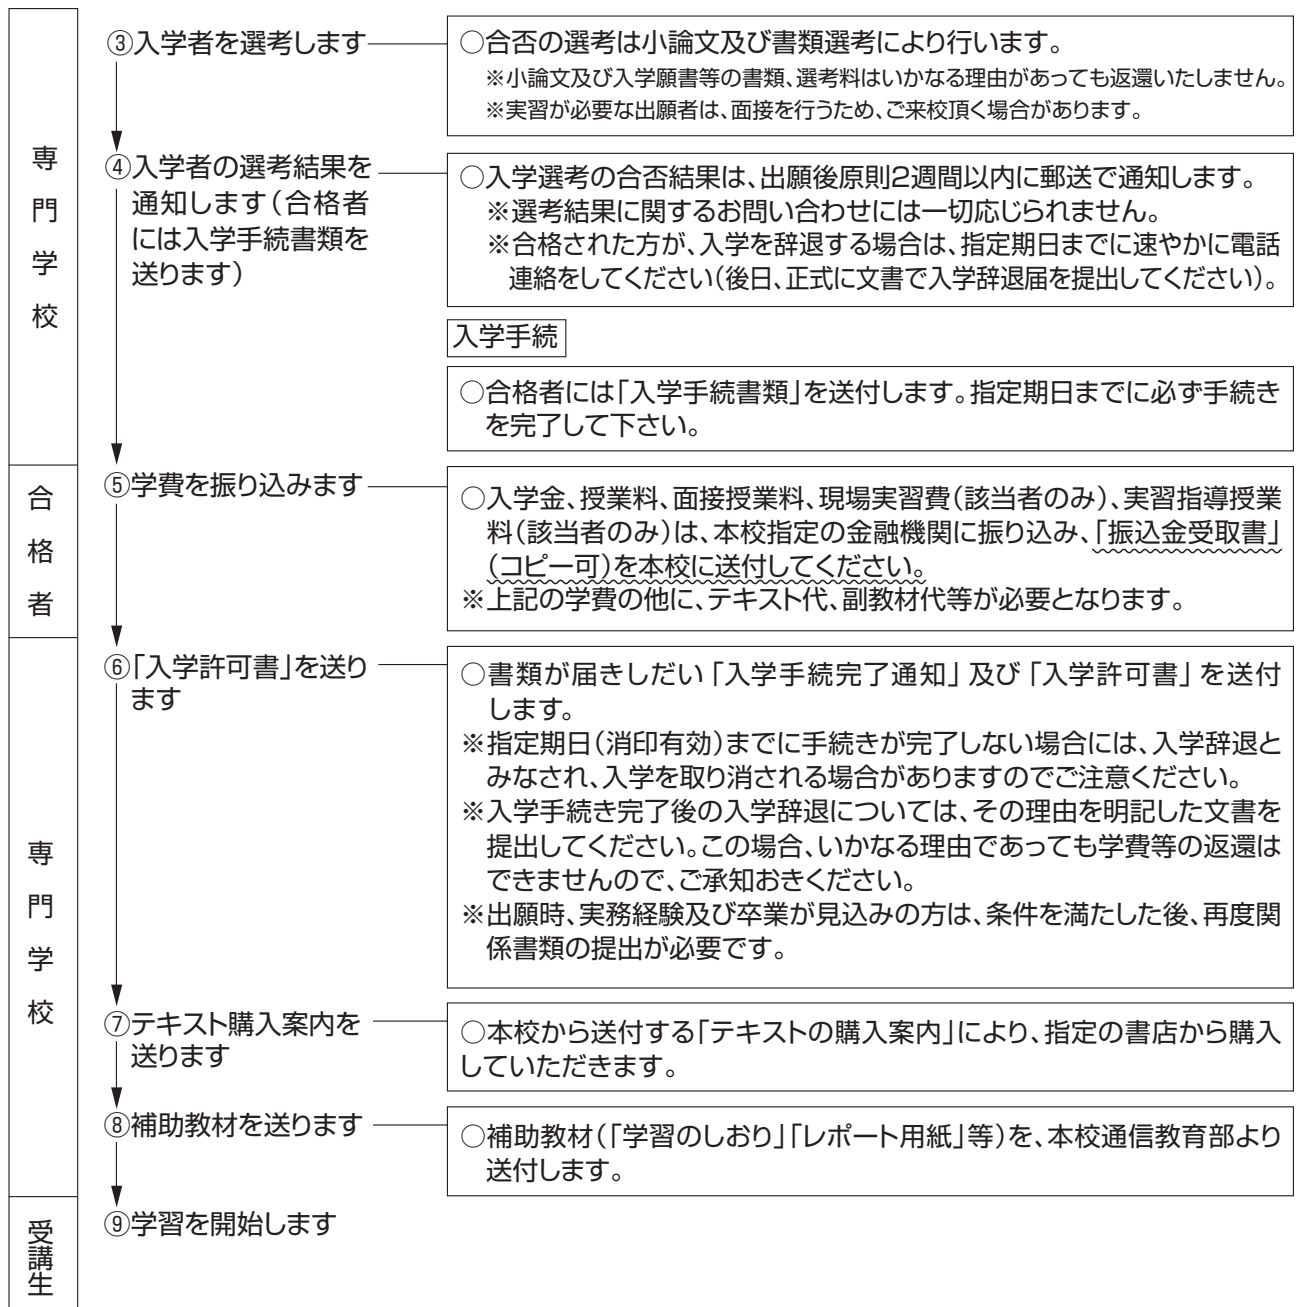 専門学校
③入学者を選考します
○合否の選考は小論文及び書類選考により行います。
※小論文及び入学願書等の書類、選考料はいかなる理由があっても返還いたしません。
※実習が必要な出願者は、面接を行うため、ご来校頂く場合があります。
④入学者の選考結果を
通知します(合格者
には入学手続書類を
送ります)
○入学選考の合否結果は、出願後原則2週間以内に郵送で通知します。
※選考結果に関するお問い合わせには一切応じられません。
※合格された方が、入学を辞退する場合は、指定期日までに速やかに電話
連絡をしてください(後日、正式に文書で入学辞退届を提出してください)。
入学手続
○合格者には「入学手続書類」を送付します。指定期日までに必ず手続き
を完了して下さい。
合格者
⑤学費を振り込みます
○入学金、授業料、面接授業料、現場実習費(該当者のみ)、実習指導授業
料(該当者のみ)は、本校指定の金融機関に振り込み、「振込金受取書」
(コピー可)を本校に送付してください。
※上記の学費の他に、テキスト代、副教材代等が必要となります。
専門学校
⑥「入学許可書」を送り
ます
○書類が届きしだい「入学手続完了通知」及び「入学許可書」を送付
します。
※指定期日(消印有効)までに手続きが完了しない場合には、入学辞退と
みなされ、入学を取り消される場合がありますのでご注意ください。
※入学手続き完了後の入学辞退については、その理由を明記した文書を
提出してください。この場合、いかなる理由であっても学費等の返還は
できませんので、ご承知おきください。
※出願時、実務経験及び卒業が見込みの方は、条件を満たした後、再度関
係書類の提出が必要です。
⑦テキスト購入案内を
送ります
○本校から送付する「テキストの購入案内」により、指定の書店から購入
していただきます。
⑧補助教材を送ります
○補助教材(「学習のしおり」「レポート用紙」等)を、本校通信教育部より
送付します。
受講生
⑨学習を開始します